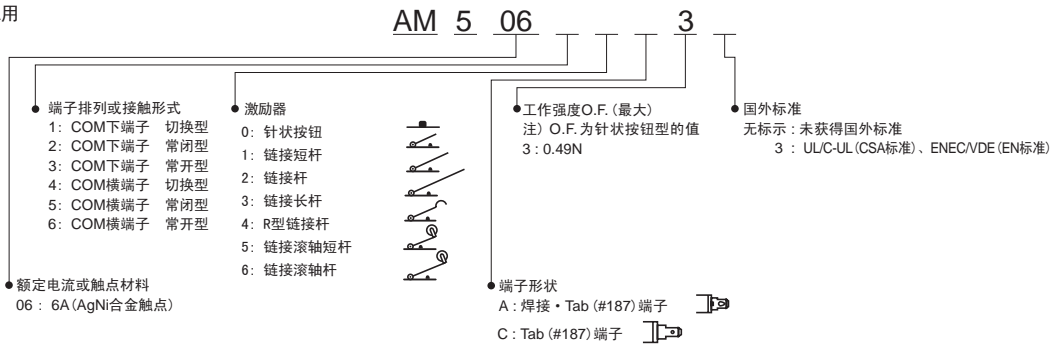 用
AM 5 06 3
端子排列或接触形式
1: COM下端子 切换型
2: COM下端子 常闭型
3: COM下端子 常开型
4: COM横端子 切换型
5: COM横端子 常闭型
6: COM横端子 常开型
激励器
0: 针状按钮
1: 链接短杆
2: 链接杆
3: 链接长杆
4: R型链接杆
5: 链接滚轴短杆
6: 链接滚轴杆
工作强度O.F. (最大)
注) O.F.为针状按钮型的值
3 : 0.49N
国外标准
无标示 : 未获得国外标准
3 : UL/C-UL(CSA标准)、ENEC/VDE(EN标准)
额定电流或触点材料
06 : 6A(AgNi合金触点)
端子形状
A : 焊接・Tab (#187) 端子
C : Tab (#187) 端子